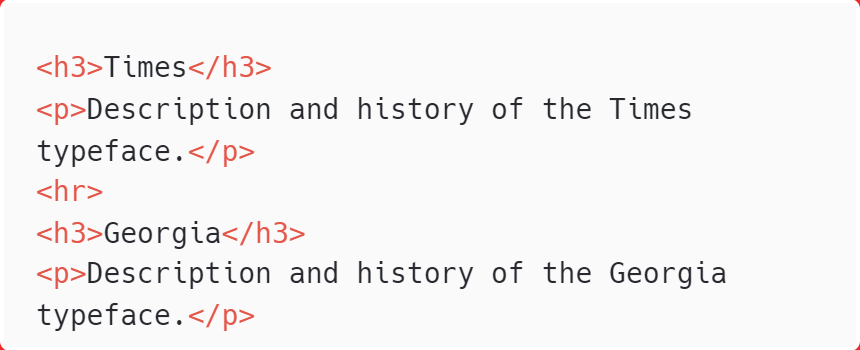 <h3>Times</h3>
<p>Description and history of the Times
typeface.</p>
<hr>
<h3>Georgia</h3>
<p>Description and history of the Georgia
typeface.</p>